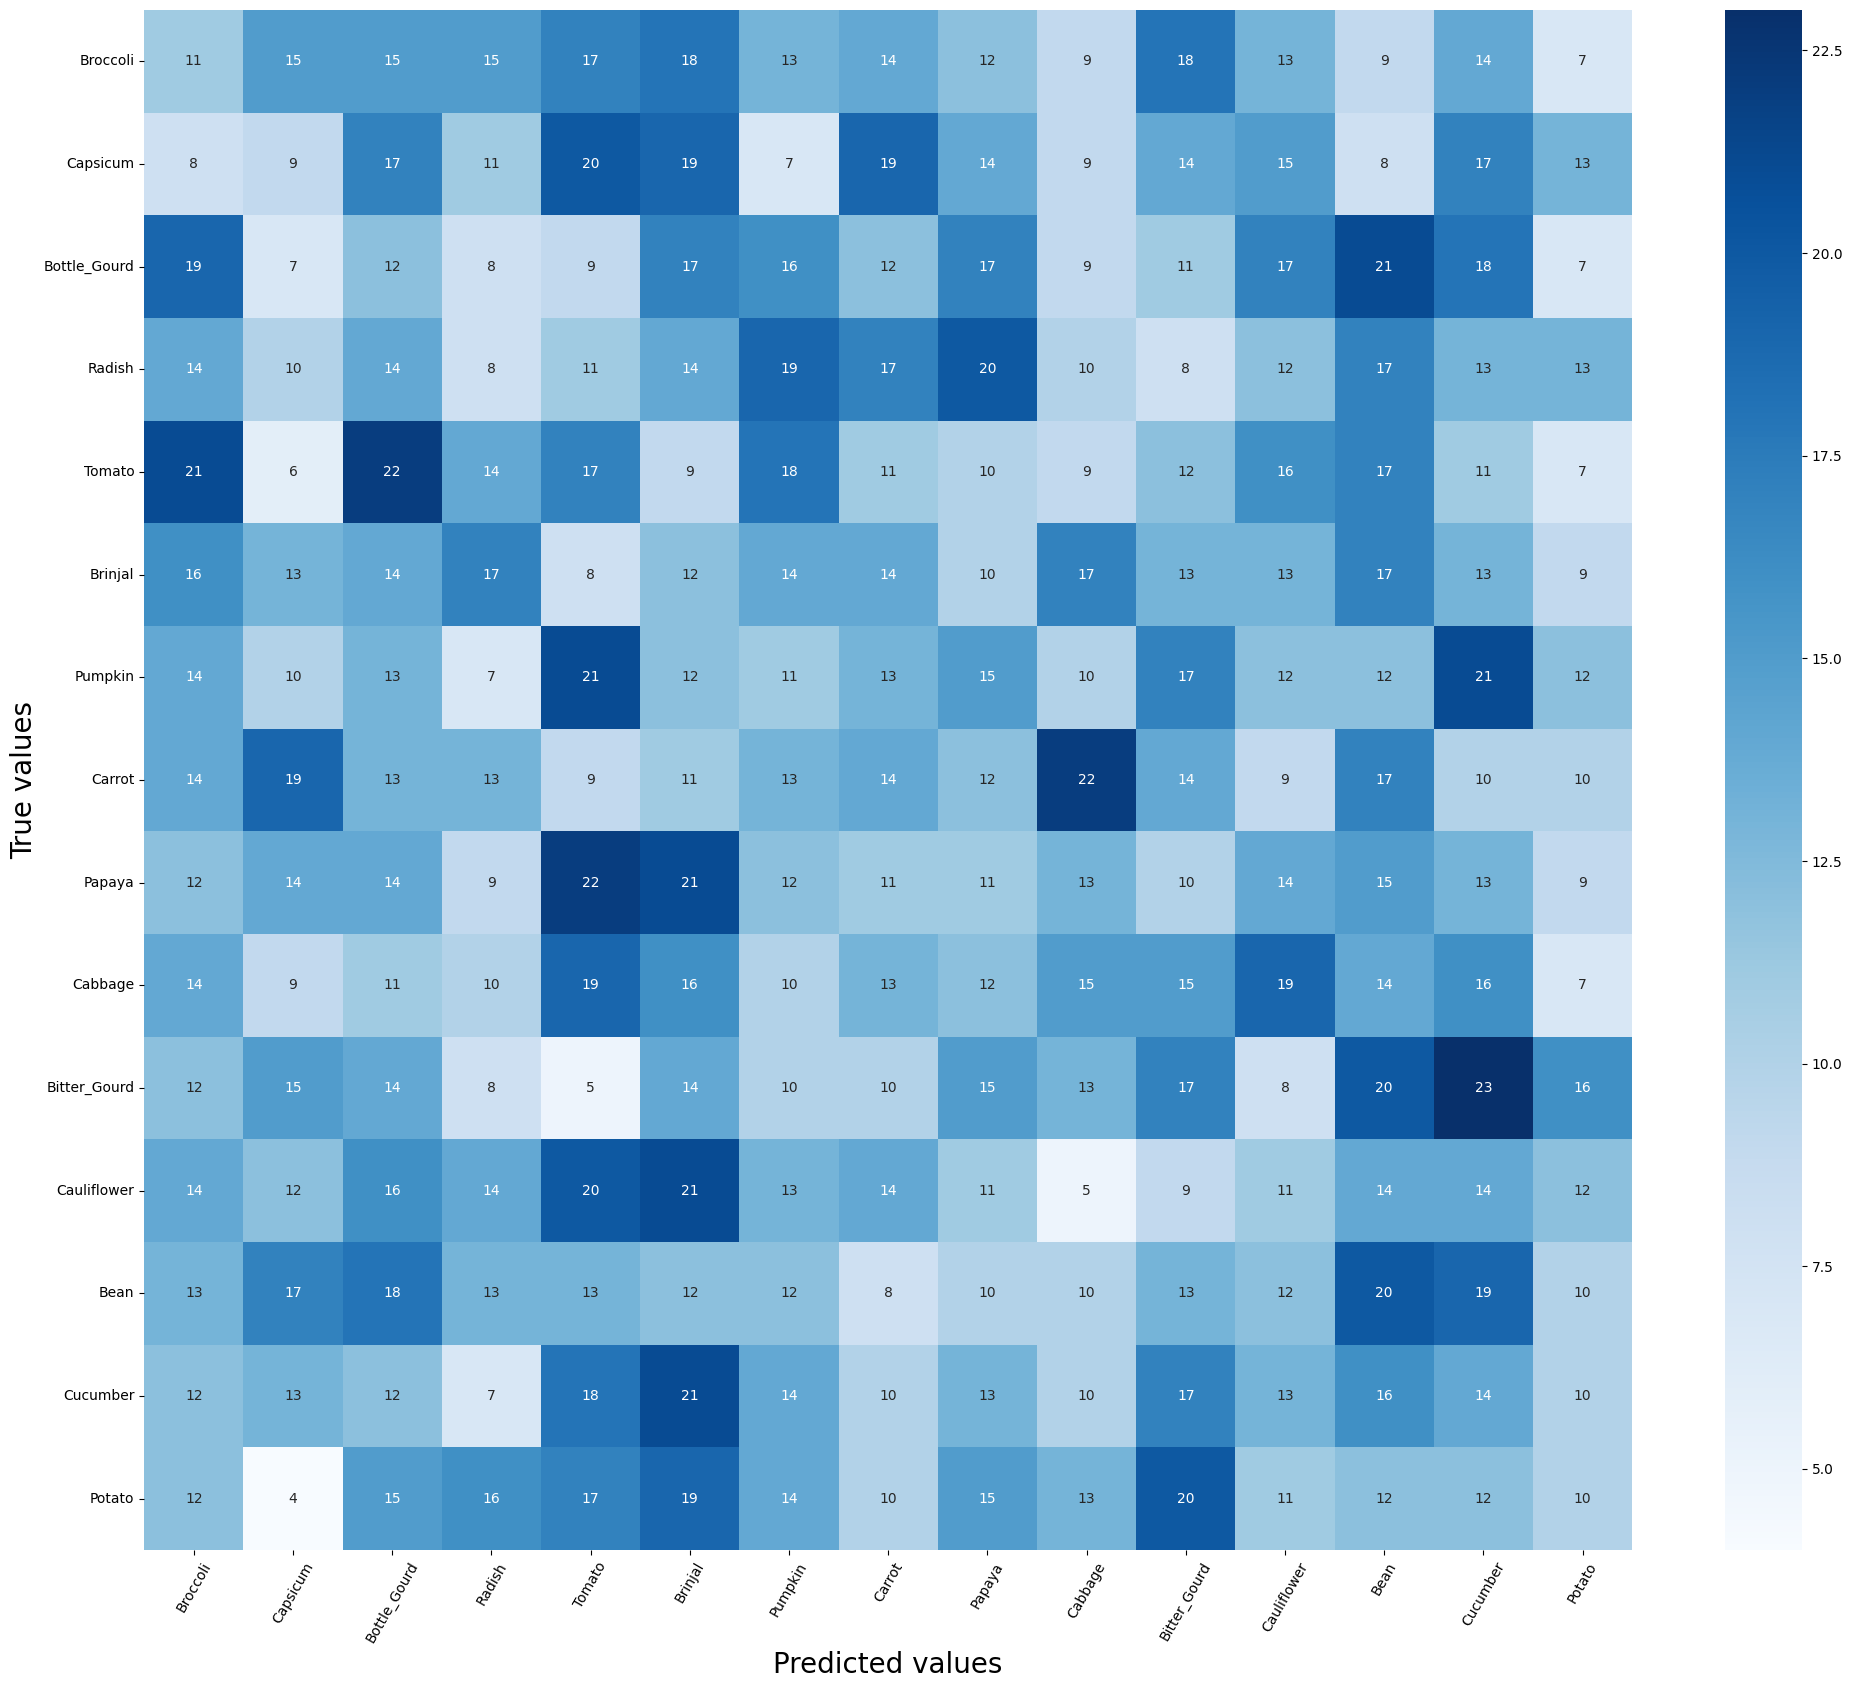 Broccoli 11 15 15 15 17 18 13 14 12 9 18 13 9 14 7
Capsicum 8 9 17 11 20 19 7 19 14 9 14 15 8 17 13
Bottle_Gourd 19 7 12 8 9 17 16 12 17 9 11 17 21 18 7
Radish 14 10 14 8 11 14 19 17 20 10 8 12 17 13 13
Tomato 21 6 22 14 17 9 18 11 10 9 12 16 17 11 7
Brinjal 16 13 14 17 8 12 14 14 10 17 13 13 17 13 9
Pumpkin 14 10 13 7 21 12 11 13 15 10 17 12 12 21 12
Carrot 14 19 13 13 9 11 13 14 12 22 14 9 17 10 10
Papaya 12 14 14 9 22 21 12 11 11 13 10 14 15 13 9
Cabbage 14 9 11 10 19 16 10 13 12 15 15 19 14 16 7
Bitter_Gourd 12 15 14 8 5 14 10 10 15 13 17 8 20 23 16
Cauliflower 14 12 16 14 20 21 13 14 11 5 9 11 14 14 12
Bean 13 17 18 13 13 12 12 8 10 10 13 12 20 19 10
Cucumber 12 13 12 7 18 21 14 10 13 10 17 13 16 14 10
Potato 12 4 15 16 17 19 14 10 15 13 20 11 12 12 10
Broccoli Capsicum Bottle_Gourd Radish Tomato Brinjal Pumpkin Carrot Papaya Cabbage Bitter_Gourd Cauliflower Bean Cucumber Potato
Predicted values
True values
22.5
20.0
17.5
15.0
12.5
10.0
7.5
5.0